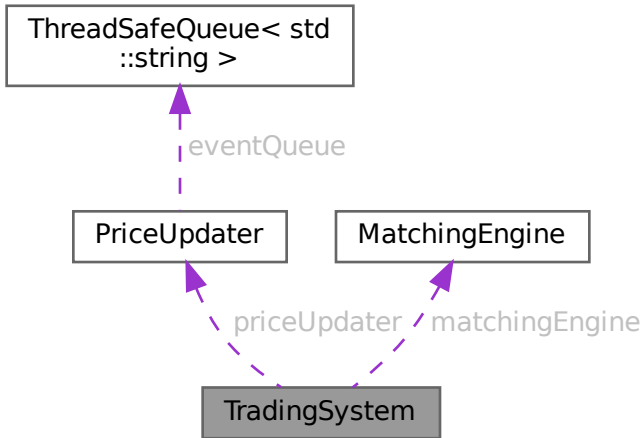 ThreadSafeQueue< std
::string >
eventQueue
PriceUpdater
MatchingEngine
priceUpdater
matchingEngine
TradingSystem